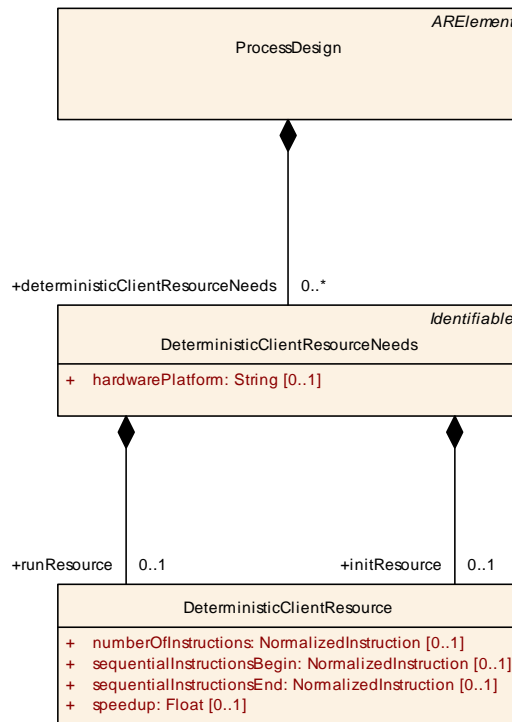 ARElement
ProcessDesign
+deterministicClientResourceNeeds 0..*
Identifiable
DeterministicClientResourceNeeds
+ hardwarePlatform: String [0..1]
+runResource 0..1 +initResource 0..1
DeterministicClientResource
+ numberOfInstructions: NormalizedInstruction [0..1]
+ sequentialInstructionsBegin: NormalizedInstruction [0..1]
+ sequentialInstructionsEnd: NormalizedInstruction [0..1]
+ speedup: Float [0..1]